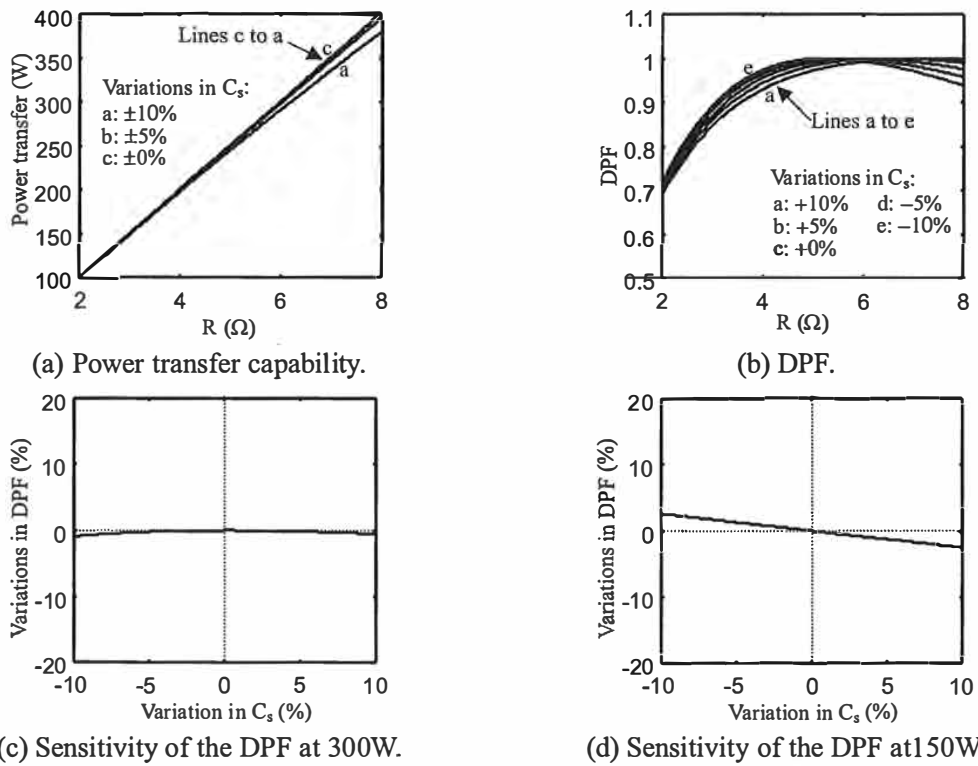 400
350
300
250
200
150
100
Power transfer (W)
Lines c to a
c
a
Variations in Cs:
a: ±10%
b: ±5%
c: ±0%
2
4
6
8
R (Ω)
(a) Power transfer capability.
1.1
1
0.9
0.8
0.7
0.6
0.5
DPF
e
a
Lines a to e
Variations in Cs:
a: +10% d: −5%
b: +5% e: −10%
c: +0%
2
4
6
8
R (Ω)
(b) DPF.
20
10
0
-10
-20
Variations in DPF (%)
-10
-5
0
5
10
Variation in Cs (%)
(c) Sensitivity of the DPF at 300W.
20
10
0
-10
-20
Variations in DPF (%)
-10
-5
0
5
10
Variation in Cs (%)
(d) Sensitivity of the DPF at150W